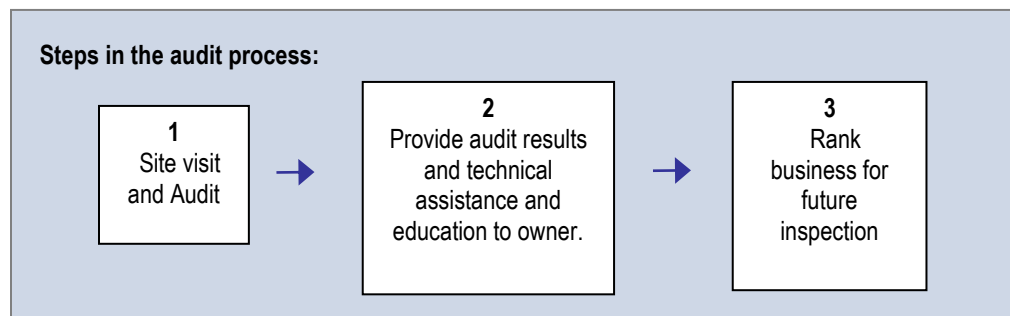 Steps in the audit process:
1
Site visit
and Audit
2
Provide audit results
and technical
assistance and
education to owner.
3
Rank
business for
future
inspection